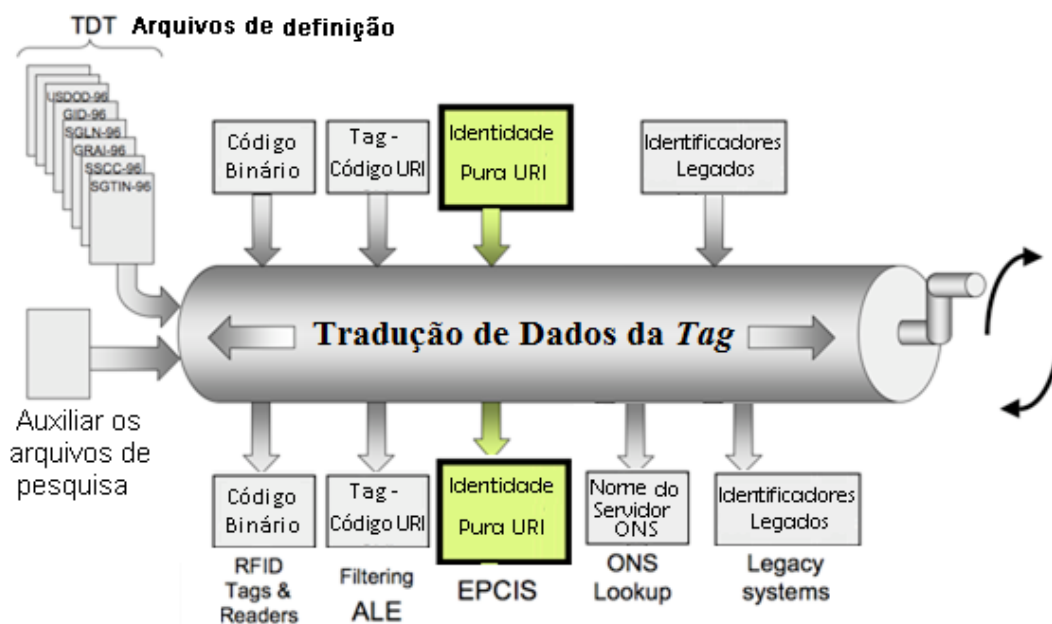 TDT Arquivos de definição
USDOD-96
GID-96
SGLN-96
GRAI-96
SSCC-96
SGTIN-96
Código
Binário
Tag-
Código URI
Identidade
Pura URI
Identificadores
Legados
Tradução de Dados da Tag
Auxiliar os
arquivos de
pesquisa
Código
Binário
Tag-
Código URI
Identidade
Pura URI
Nome do
Servidor
ONS
Identificadores
Legados
RFID
Tags &
Readers
Filtering
ALE
EPCIS
ONS
Lookup
Legacy
systems